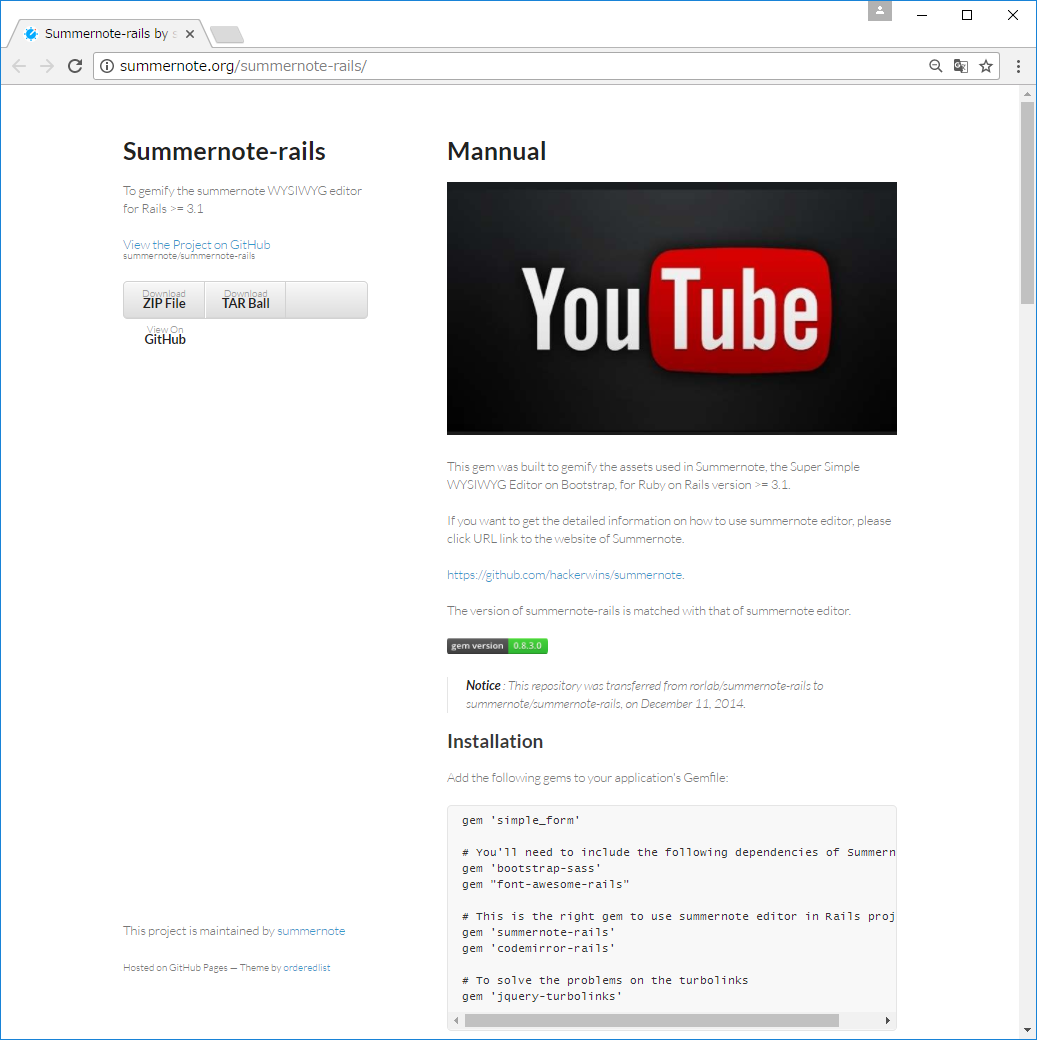 Summernote-rails by s
summernote.org/summernote-rails/
Summernote-rails
To gemify the summernote WYSIWYG editor
for Rails >= 3.1
View the Project on GitHub
summernote/summernote-rails
Download
ZIP File
Download
TAR Ball
View On
GitHub
This project is maintained by summernote
Hosted on GitHub Pages — Theme by orderedlist
Mannual
YouTube
This gem was built to gemify the assets used in Summernote, the Super Simple
WYSIWYG Editor on Bootstrap, for Ruby on Rails version >= 3.1.
If you want to get the detailed information on how to use summernote editor, please
click URL link to the website of Summernote.
https://github.com/hackerwins/summernote.
The version of summernote-rails is matched with that of summernote editor.
gem version 0.8.3.0
Notice : This repository was transferred from rorlab/summernote-rails to
summernote/summernote-rails, on December 11, 2014.
Installation
Add the following gems to your application's Gemfile:
gem 'simple_form'
# You'll need to include the following dependencies of Summern
gem 'bootstrap-sass'
gem "font-awesome-rails"
# This is the right gem to use summernote editor in Rails proj
gem 'summernote-rails'
gem 'codemirror-rails'
# To solve the problems on the turbolinks
gem 'jquery-turbolinks'